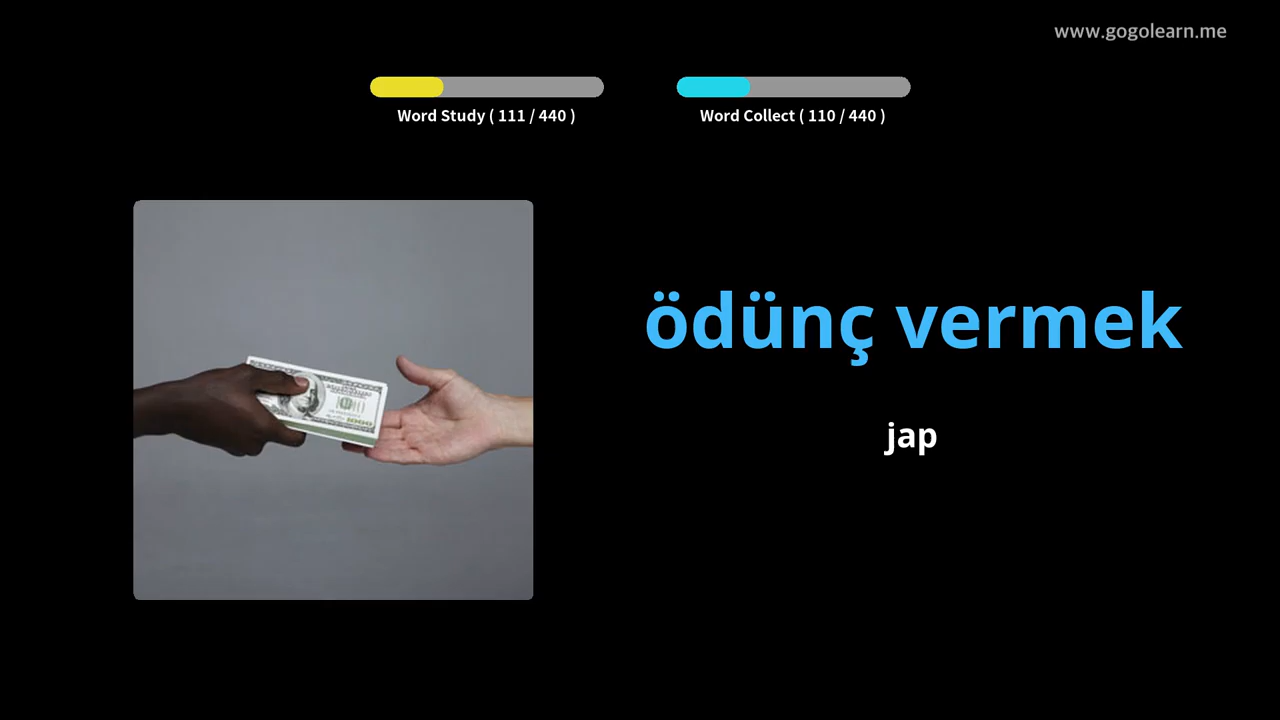 www.gogolearn.me
Word Study ( 111 / 440 )
Word Collect ( 110 / 440 )
ödünç vermek
jap